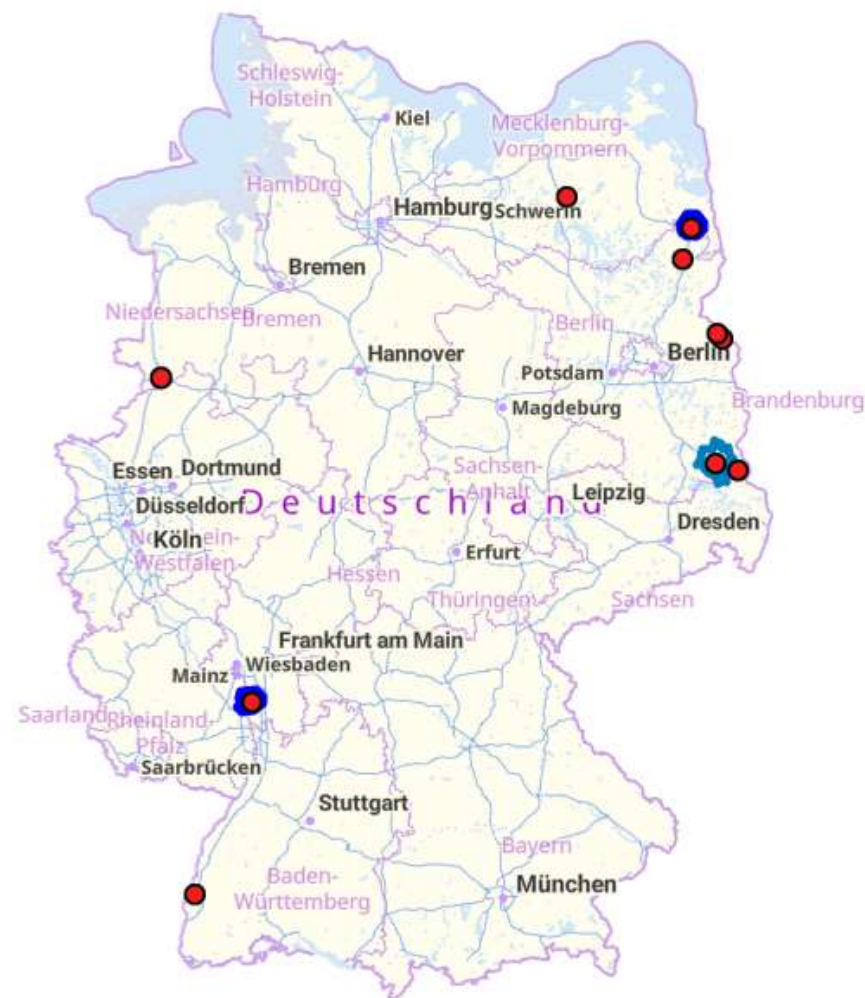 Schleswig-
Holstein
Kiel
Mecklenburg-
Vorpommern
Hamburg
Hamburg
Schwerin
Bremen
Niedersachsen
Bremen
Berlin
Hannover
Berlin
Potsdam
Brandenburg
Magdeburg
Essen
Dortmund
Sachsen-
Anhalt
Deutschland
Leipzig
Düsseldorf
Dresden
Nordrhein-
Westfalen
Köln
Erfurt
Hessen
Thüringen
Sachsen
Frankfurt am Main
Wiesbaden
Mainz
Saarland
Rheinland-
Pfalz
Saarbrücken
Stuttgart
Bayern
Baden-
Württemberg
München